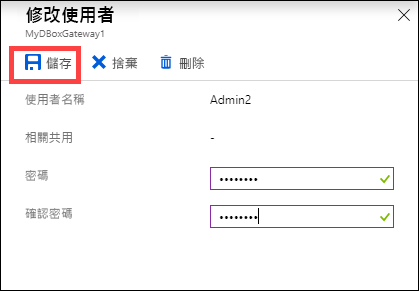 修改使用者
MyDBoxGateway1
儲存 捨棄 刪除
使用者名稱 Admin2
相關共用 -
密碼 ••••••••
確認密碼 ••••••••